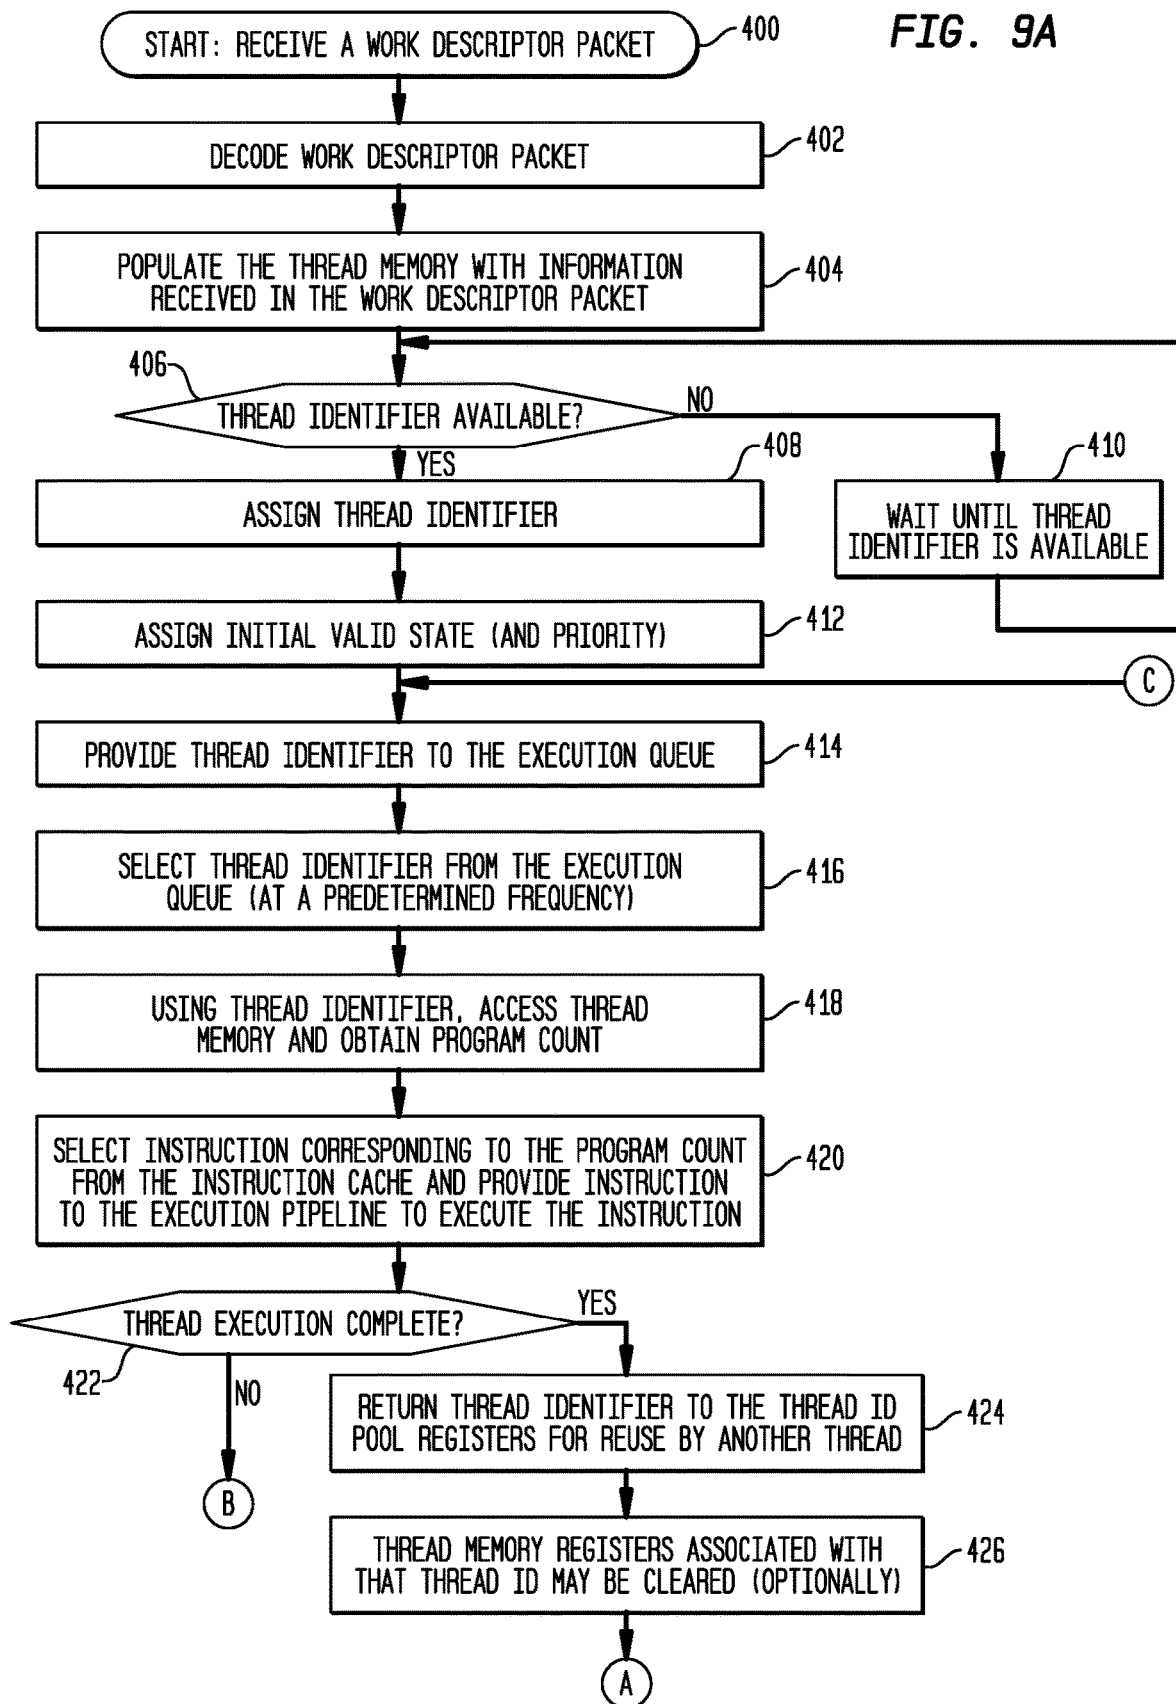 FIG. 9A
START: RECEIVE A WORK DESCRIPTOR PACKET
400
DECODE WORK DESCRIPTOR PACKET
402
POPULATE THE THREAD MEMORY WITH INFORMATION
RECEIVED IN THE WORK DESCRIPTOR PACKET
404
406
THREAD IDENTIFIER AVAILABLE?
NO
YES
408
ASSIGN THREAD IDENTIFIER
410
WAIT UNTIL THREAD
IDENTIFIER IS AVAILABLE
ASSIGN INITIAL VALID STATE (AND PRIORITY)
412
C
PROVIDE THREAD IDENTIFIER TO THE EXECUTION QUEUE
414
SELECT THREAD IDENTIFIER FROM THE EXECUTION
QUEUE (AT A PREDETERMINED FREQUENCY)
416
USING THREAD IDENTIFIER, ACCESS THREAD
MEMORY AND OBTAIN PROGRAM COUNT
418
SELECT INSTRUCTION CORRESPONDING TO THE PROGRAM COUNT
FROM THE INSTRUCTION CACHE AND PROVIDE INSTRUCTION
TO THE EXECUTION PIPELINE TO EXECUTE THE INSTRUCTION
420
THREAD EXECUTION COMPLETE?
YES
422
NO
B
RETURN THREAD IDENTIFIER TO THE THREAD ID
POOL REGISTERS FOR REUSE BY ANOTHER THREAD
424
THREAD MEMORY REGISTERS ASSOCIATED WITH
THAT THREAD ID MAY BE CLEARED (OPTIONALLY)
426
A